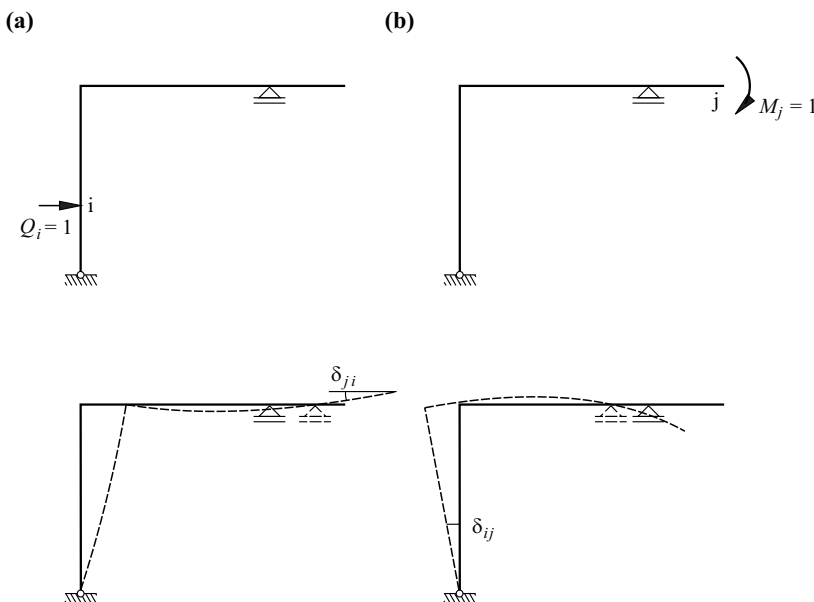 (a)
(b)
j
M_j = 1
i
Q_i = 1
δ_ji
δ_ij